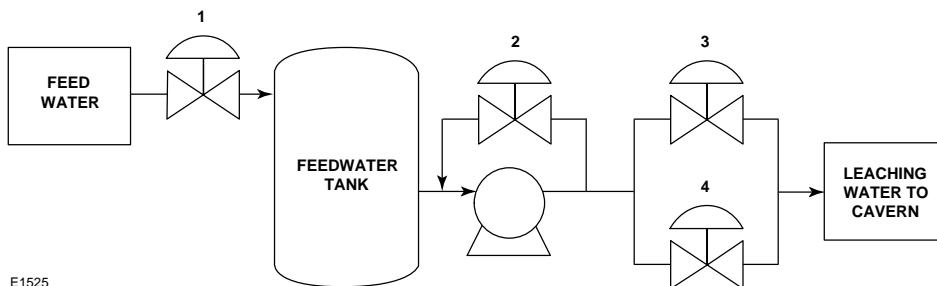 1
2
3
FEED
WATER
FEEDWATER
TANK
4
LEACHING
WATER TO
CAVERN
E1525